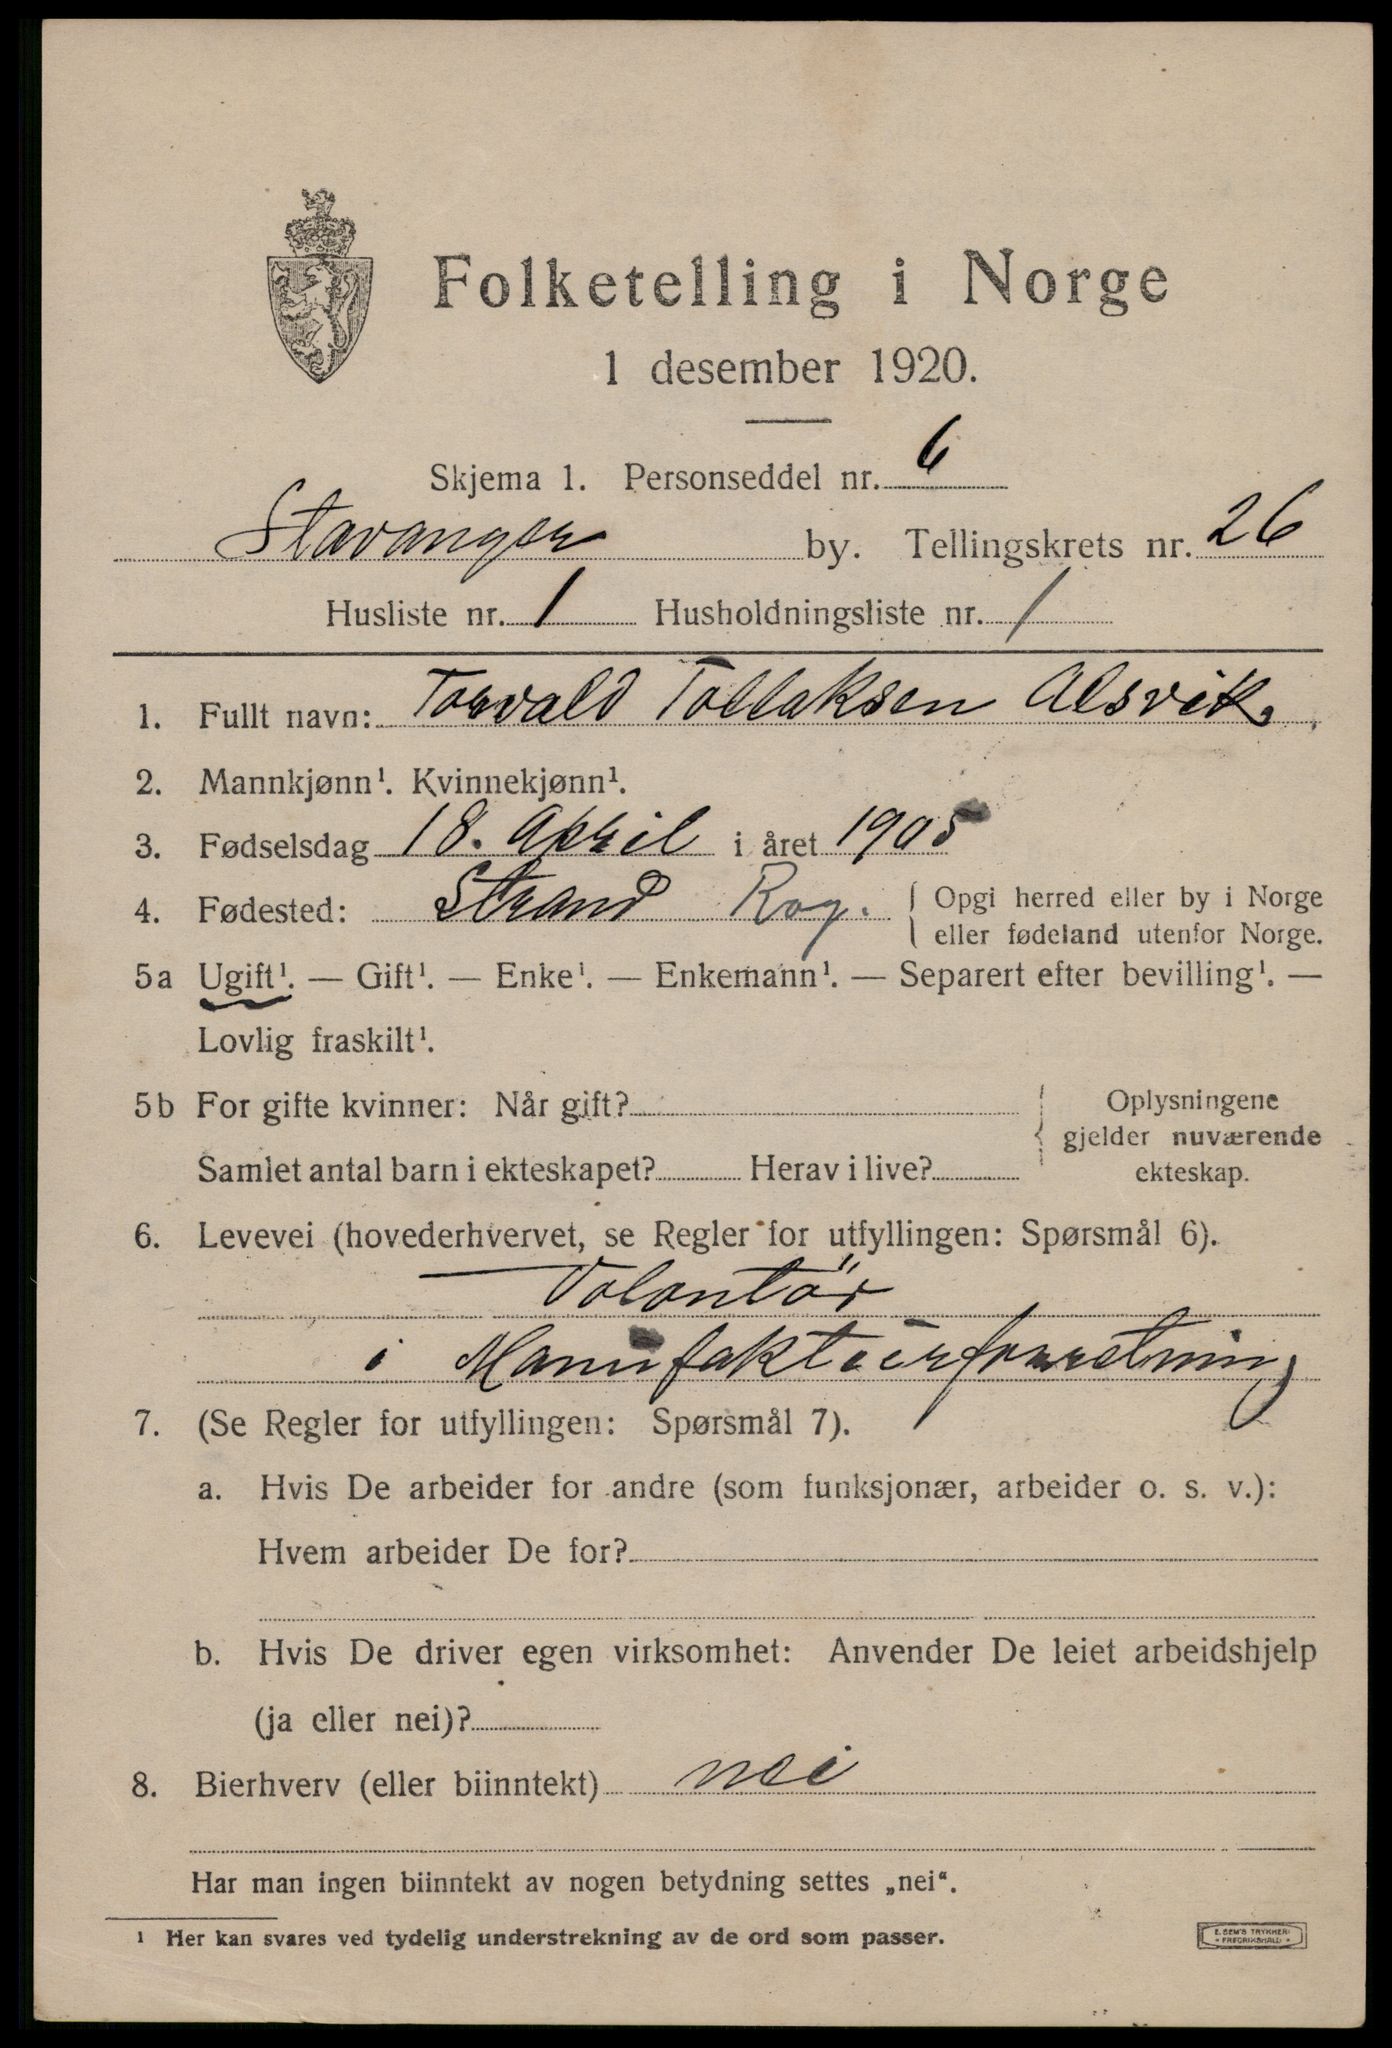 Folketelling i Norge
1 desember 1920.
Skjema 1. Personseddel nr. 6
Stavanger by. Tellingskrets nr. 26
Husliste nr. 1 Husholdningsliste nr. 1
1. Fullt navn: Torvald Tollaksen Alsvik.
2. Mannkjønn¹. Kvinnekjønn¹.
3. Fødselsdag 18. April i året 1905
4. Fødested: Strand Rog. { Opgi herred eller by i Norge
eller fødeland utenfor Norge.
5a Ugift¹. — Gift¹. — Enke¹. — Enkemann¹. — Separert efter bevilling¹. —
Lovlig fraskilt¹.
5b For gifte kvinner: Når gift? { Oplysningene
gjelder nuværende
Samlet antal barn i ekteskapet? Herav i live? ekteskap.
6. Levevei (hovederhvervet, se Regler for utfyllingen: Spørsmål 6).
Volontör
i Manufakturforretning
7. (Se Regler for utfyllingen: Spørsmål 7).
a. Hvis De arbeider for andre (som funksjonær, arbeider o. s. v.):
Hvem arbeider De for?
b. Hvis De driver egen virksomhet: Anvender De leiet arbeidshjelp
(ja eller nei)?
8. Bierhverv (eller biinntekt) nei
Har man ingen biinntekt av nogen betydning settes „nei“.
¹ Her kan svares ved tydelig understrekning av de ord som passer.
E. SEM'S TRYKKERI
• FREDRIKSHALD •